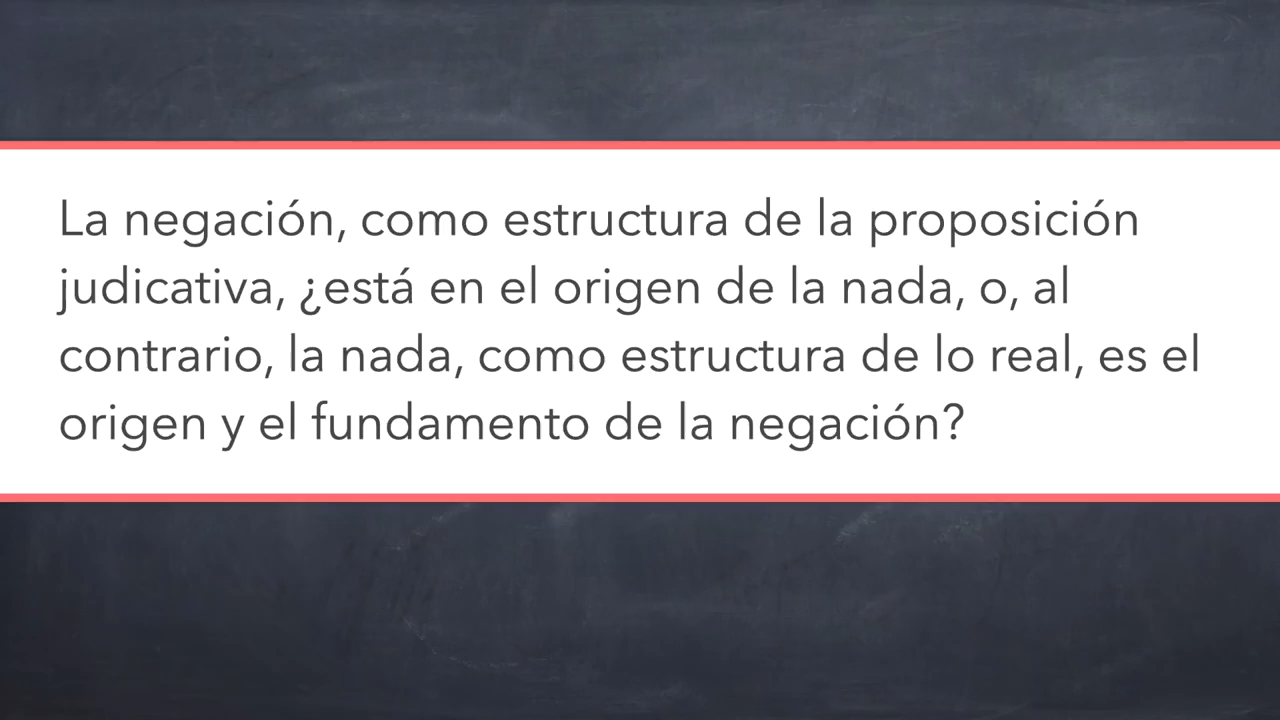 La negación, como estructura de la proposición
judicativa, ¿está en el origen de la nada, o, al
contrario, la nada, como estructura de lo real, es el
origen y el fundamento de la negación?